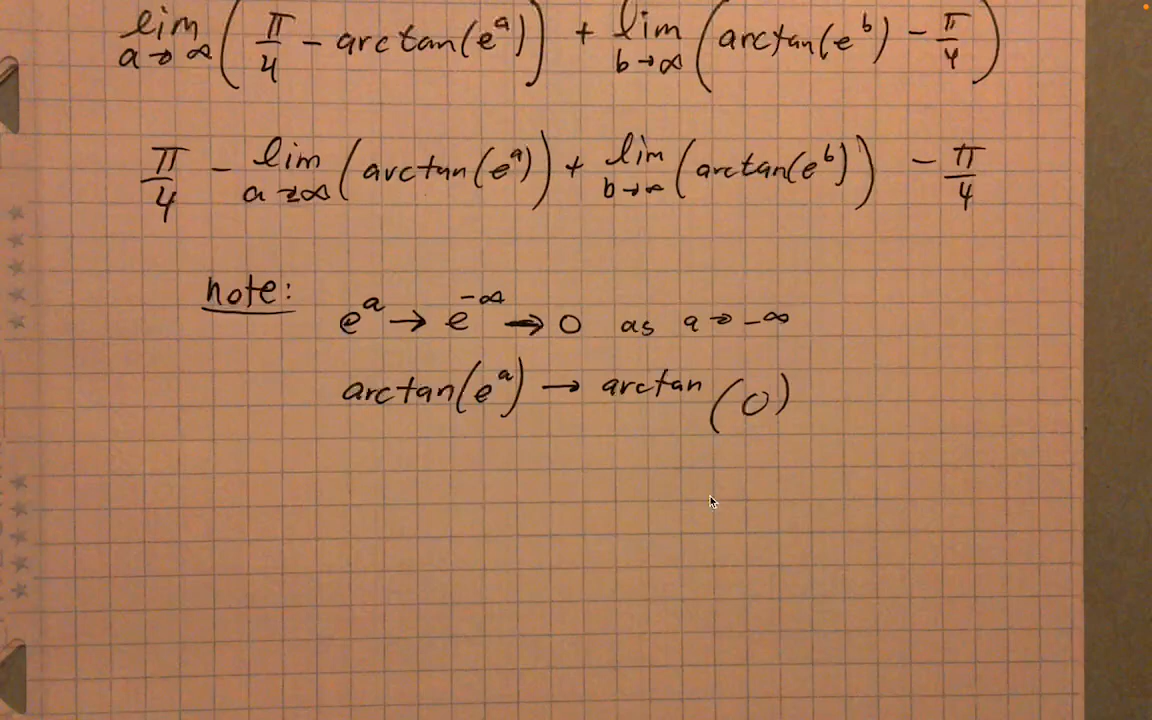 lim a→∞ (π/4 − arctan(e^a)) + lim b→∞ (arctan(e^b) − π/4)
π/4 − lim a→∞ (arctan(e^a)) + lim b→∞ (arctan(e^b)) − π/4
note: e^a → e^-∞ → 0 as a → -∞
arctan(e^a) → arctan (0)